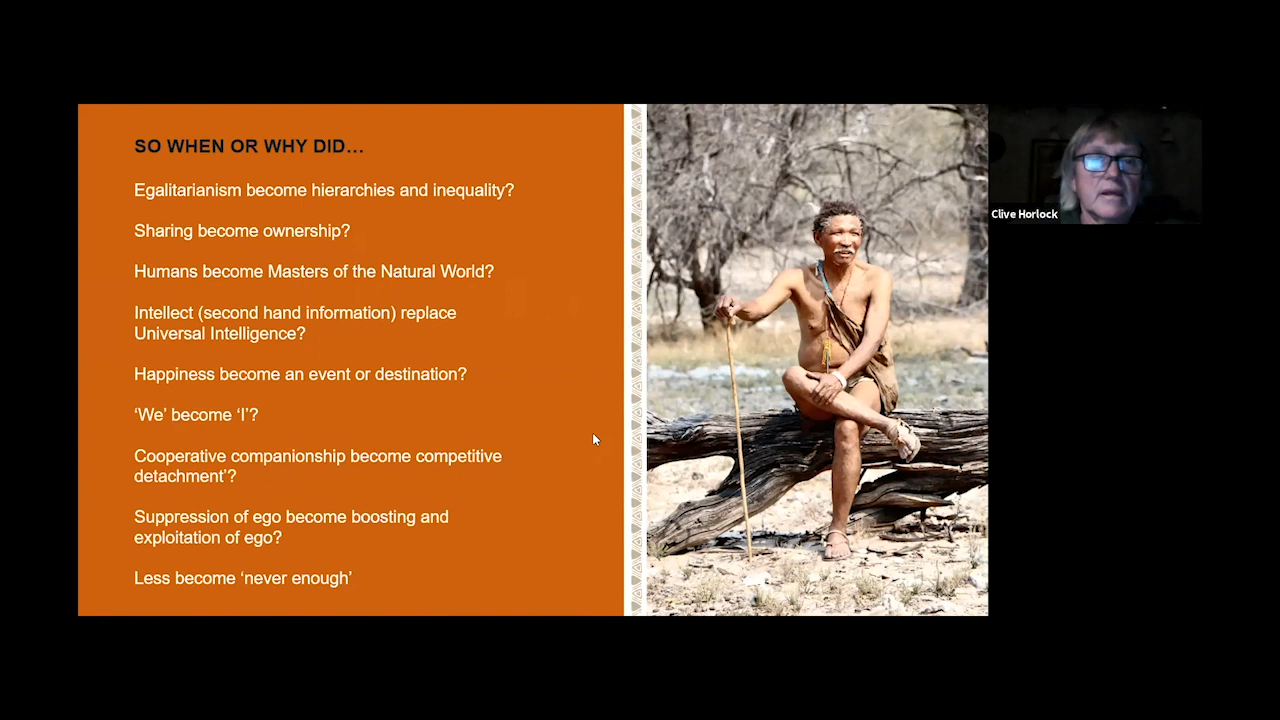 SO WHEN OR WHY DID...
Egalitarianism become hierarchies and inequality?
Sharing become ownership?
Humans become Masters of the Natural World?
Intellect (second hand information) replace
Universal Intelligence?
Happiness become an event or destination?
‘We’ become ‘I’?
Cooperative companionship become competitive
detachment’?
Suppression of ego become boosting and
exploitation of ego?
Less become ‘never enough’
Clive Horlock